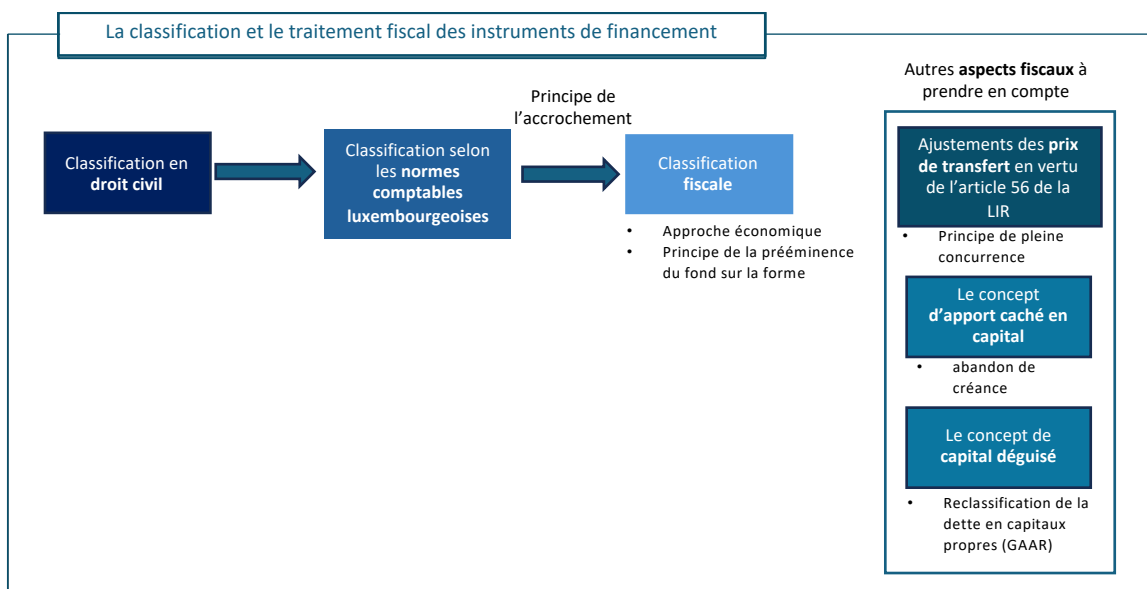 La classification et le traitement fiscal des instruments de financement
Classification en
droit civil
Classification selon
les normes
comptables
luxembourgeoises
Principe de
l'accrochement
Classification
fiscale
• Approche économique
• Principe de la prééminence
du fond sur la forme
Autres aspects fiscaux à
prendre en compte
Ajustements des prix
de transfert en vertu
de l'article 56 de la
LIR
• Principe de pleine
concurrence
Le concept
d'apport caché en
capital
• abandon de
créance
Le concept de
capital déguisé
• Reclassification de la
dette en capitaux
propres (GAAR)